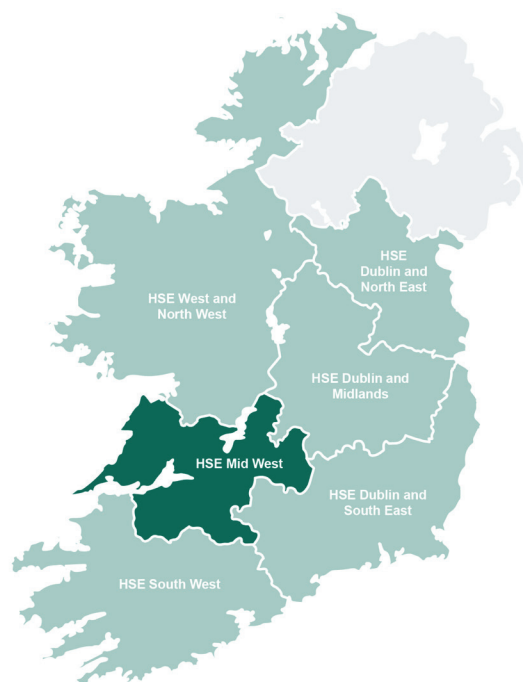 HSE
Dublin and
North East
HSE West and
North West
HSE Dublin and
Midlands
HSE Mid West
HSE Dublin and
South East
HSE South West